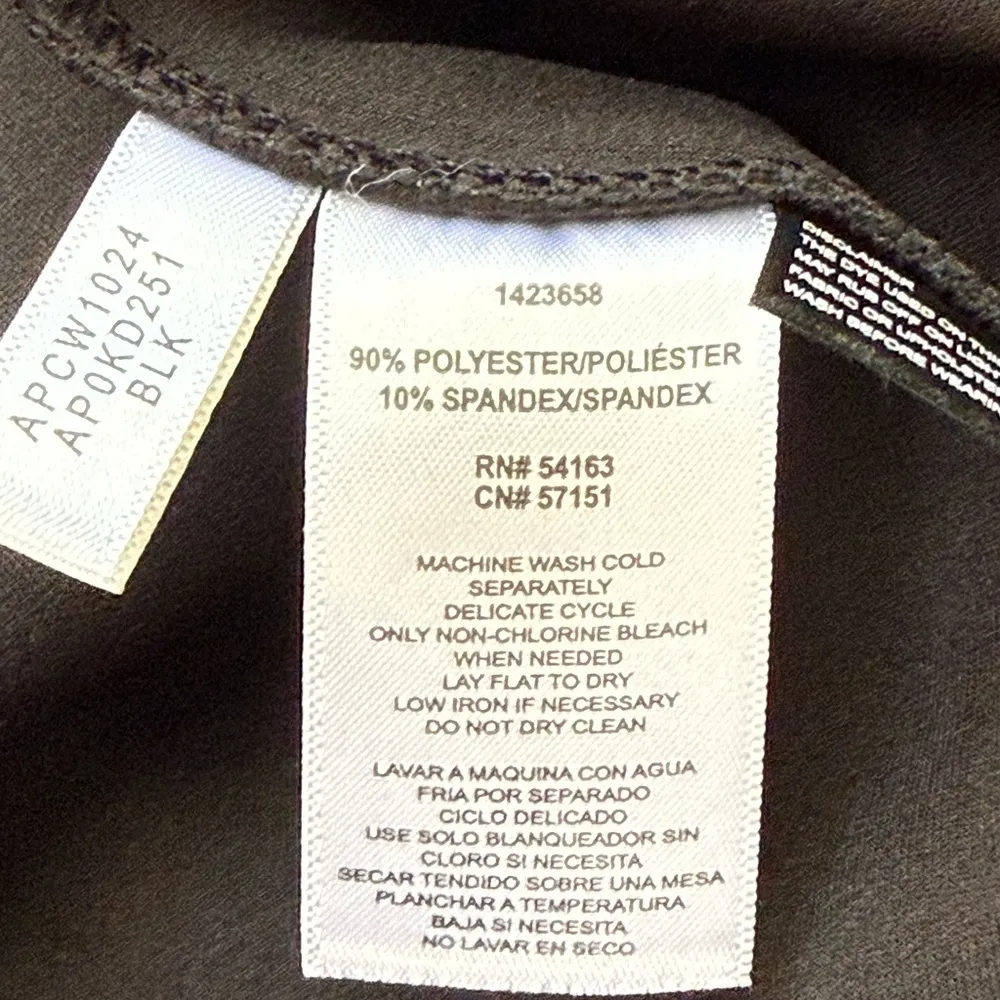 APCW1024
AP0KD251
BLK
1423658
90% POLYESTER/POLIÉSTER
10% SPANDEX/SPANDEX
RN# 54163
CN# 57151
MACHINE WASH COLD
SEPARATELY
DELICATE CYCLE
ONLY NON-CHLORINE BLEACH
WHEN NEEDED
LAY FLAT TO DRY
LOW IRON IF NECESSARY
DO NOT DRY CLEAN
LAVAR A MAQUINA CON AGUA
FRIA POR SEPARADO
CICLO DELICADO
USE SOLO BLANQUEADOR SIN
CLORO SI NECESITA
SECAR TENDIDO SOBRE UNA MESA
PLANCHAR A TEMPERATURA
BAJA SI NECESITA
NO LAVAR EN SECO
DISCLAIMER
THE DYE USED ON
MAY RUB OFF ON
FABRIC OR
WASH BEFORE